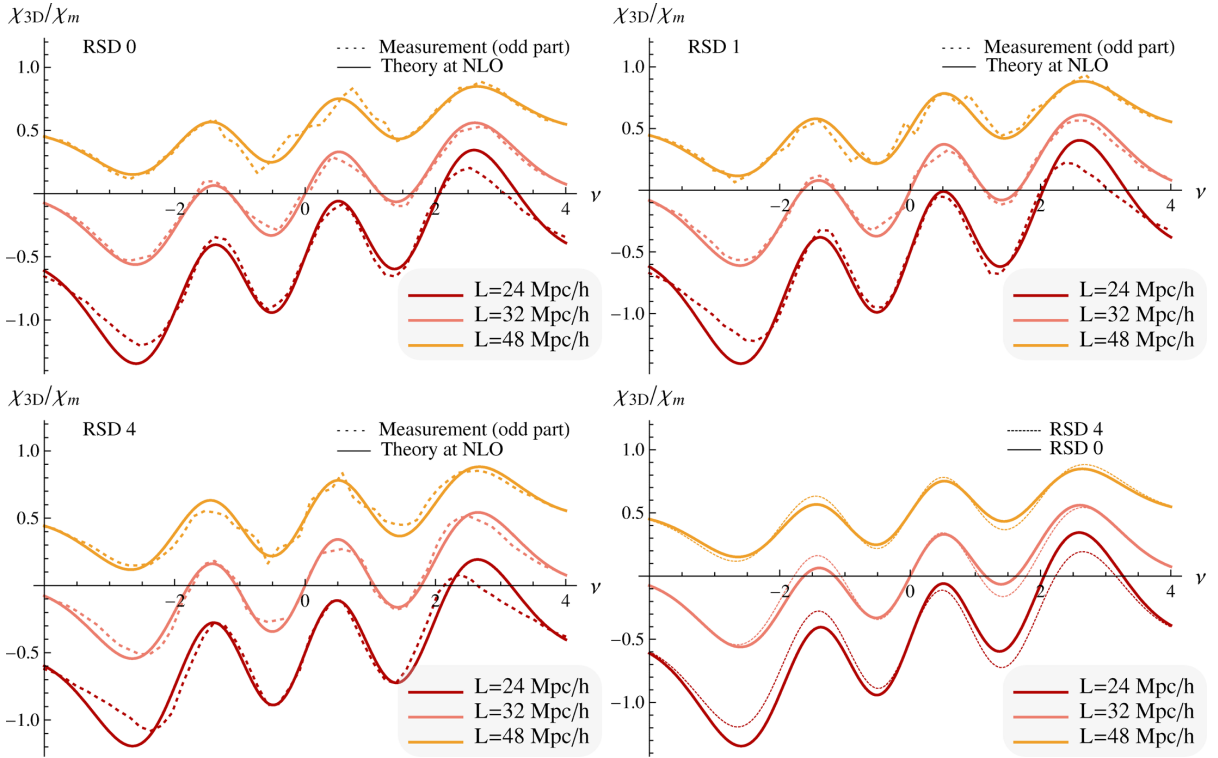 χ3D/χm
RSD 0
Measurement (odd part)
Theory at NLO
1.0
0.5
−2
0
2
4
ν
−0.5
−1.0
L=24 Mpc/h
L=32 Mpc/h
L=48 Mpc/h
χ3D/χm
RSD 1
Measurement (odd part)
Theory at NLO
1.0
0.5
−2
0
2
4
ν
−0.5
−1.0
L=24 Mpc/h
L=32 Mpc/h
L=48 Mpc/h
χ3D/χm
RSD 4
Measurement (odd part)
Theory at NLO
1.0
0.5
−2
0
2
4
ν
−0.5
−1.0
L=24 Mpc/h
L=32 Mpc/h
L=48 Mpc/h
χ3D/χm
RSD 4
RSD 0
1.0
0.5
−2
0
2
4
ν
−0.5
−1.0
L=24 Mpc/h
L=32 Mpc/h
L=48 Mpc/h